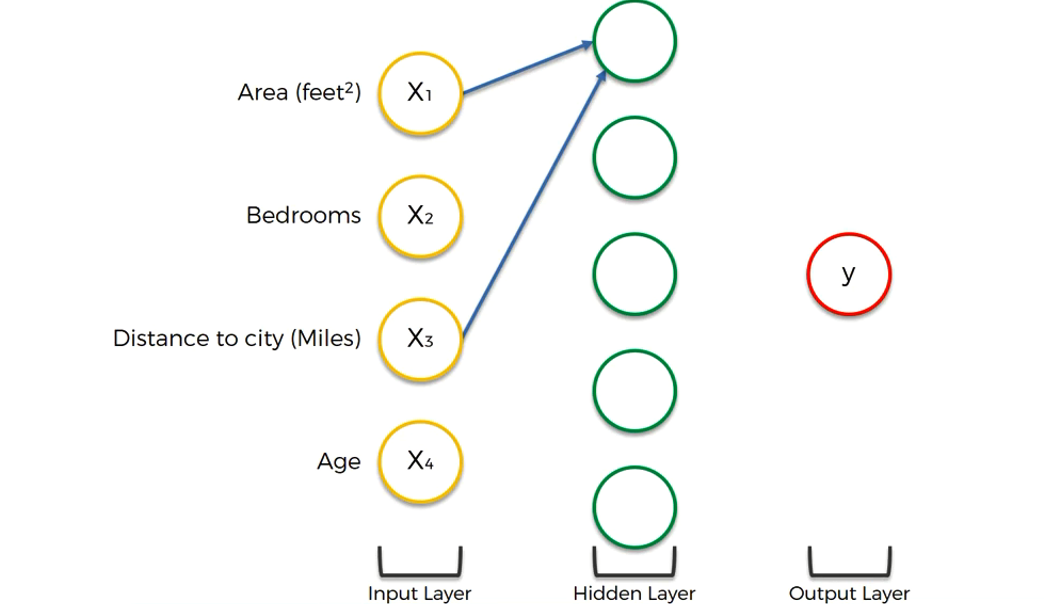 Area (feet²)
X₁
Bedrooms
X₂
Distance to city (Miles)
X₃
Age
X₄
y
Input Layer
Hidden Layer
Output Layer